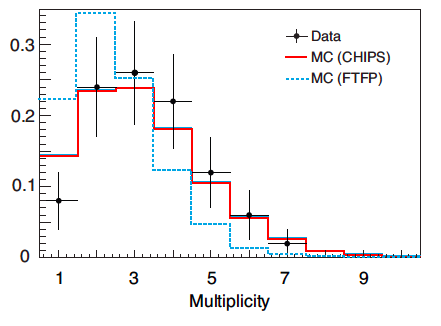 Data
MC (CHIPS)
MC (FTFP)
0.3
0.2
0.1
0
1 3 5 7 9
Multiplicity